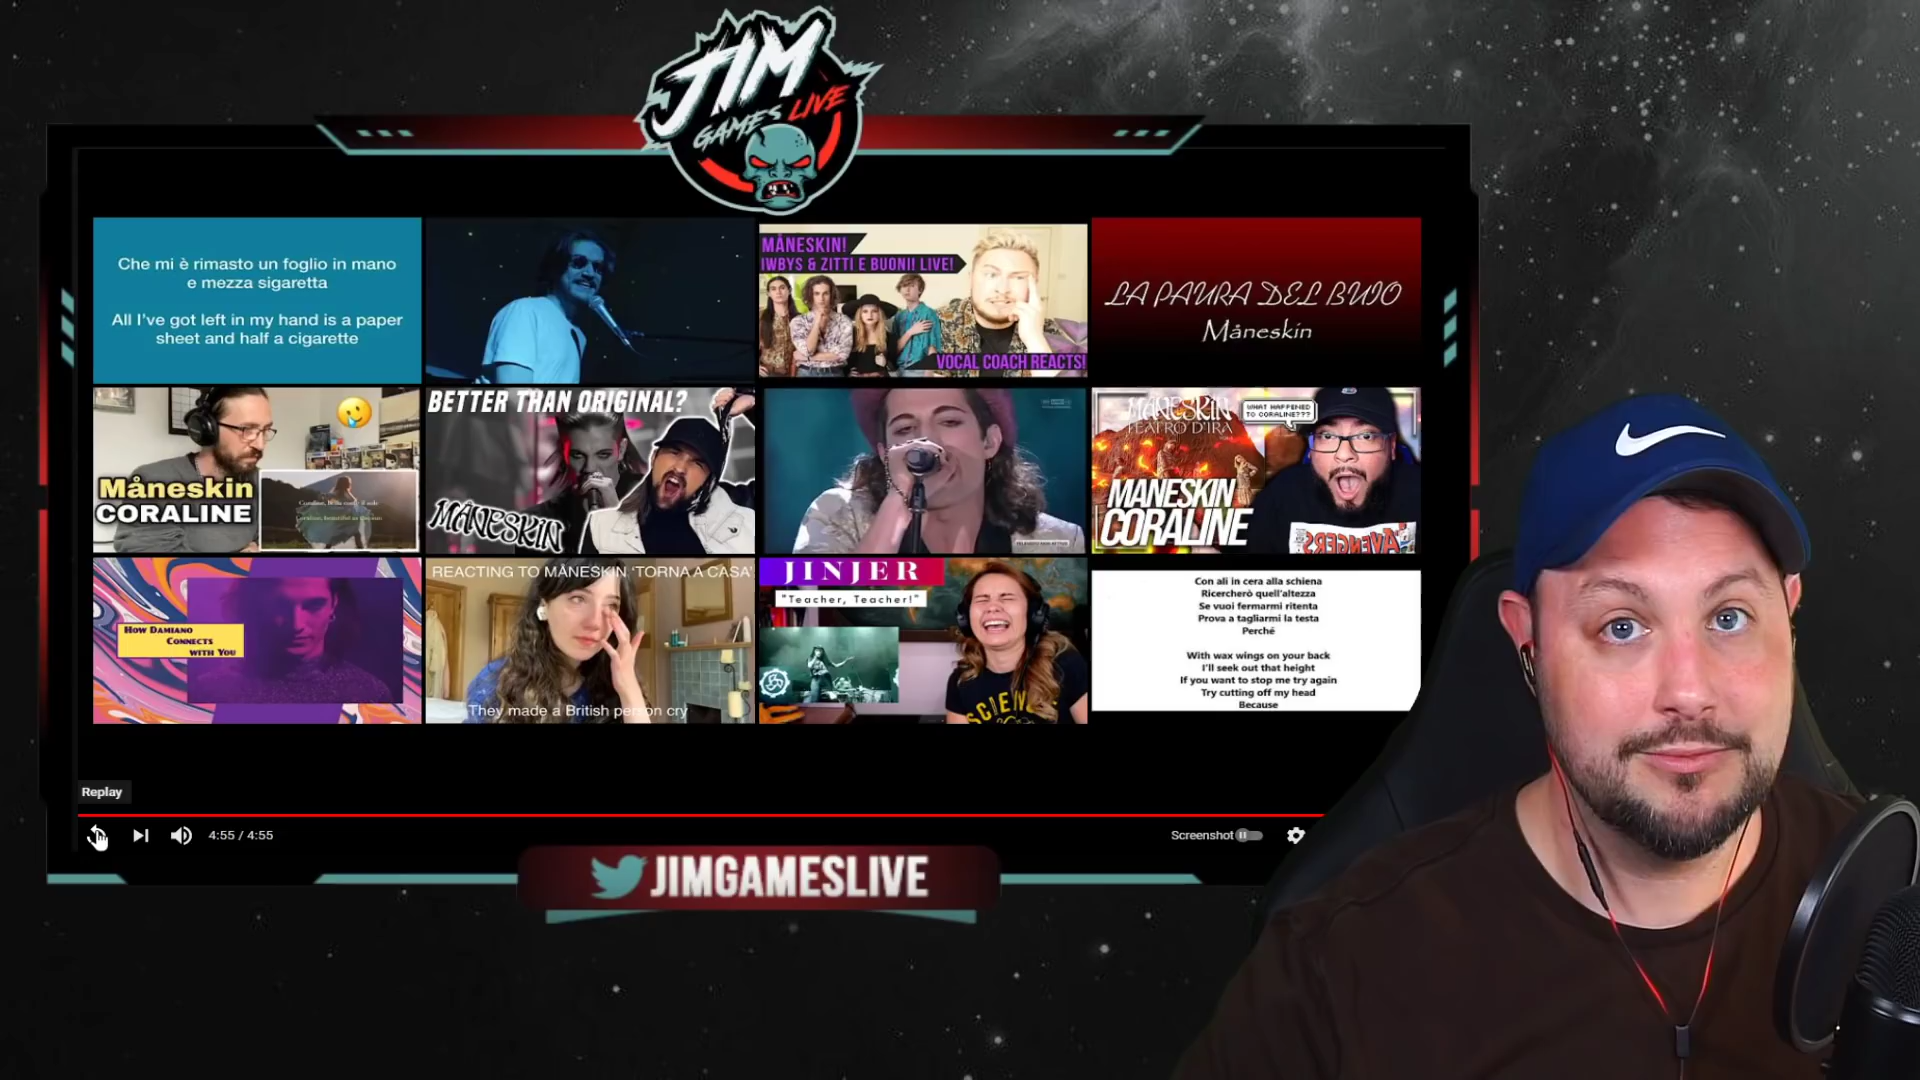 JIM
GAMES LIVE
Che mi è rimasto un foglio in mano
e mezza sigaretta
All I've got left in my hand is a paper
sheet and half a cigarette
MÅNESKIN!
IWBYS & ZITTI E BUONI! LIVE!
VOCAL COACH REACTS!
LA PAURA DEL BUIO
Måneskin
Måneskin
CORALINE
BETTER THAN ORIGINAL?
MÅNESKIN
MÅNESKIN
TEATRO D'IRA
WHAT HAPPENED
TO CORALINE???
MANESKIN
CORALINE
AVENGERS
HOW DAMIANO
CONNECTS
WITH YOU
REACTING TO MÅNESKIN 'TORNA A CASA'
They made a British person cry
JINJER
"Teacher, Teacher!"
SCIEN
Con ali in cera alla schiena
Ricercherò quell'altezza
Se vuoi fermarmi ritenta
Prova a tagliarmi la testa
Perché
With wax wings on your back
I'll seek out that height
If you want to stop me try again
Try cutting off my head
Because
Replay
4:55 / 4:55
Screenshot
JIMGAMESLIVE